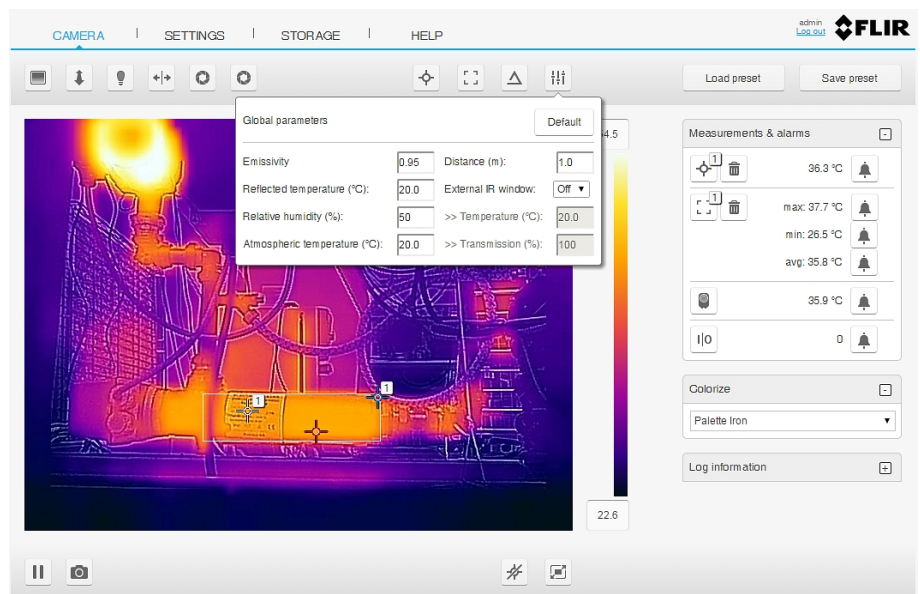 CAMERA | SETTINGS | STORAGE | HELP
admin
Log out
FLIR
Load preset
Save preset
Global parameters
Default
Emissivity 0.95 Distance (m): 1.0
Reflected temperature (°C): 20.0 External IR window: Off
Relative humidity (%): 50 >> Temperature (°C): 20.0
Atmospheric temperature (°C): 20.0 >> Transmission (%): 100
4.5
22.6
1
1
Measurements & alarms
1 36.3 °C
1 max: 37.7 °C
min: 26.5 °C
avg: 35.8 °C
35.9 °C
I|O 0
Colorize
Palette Iron
Log information